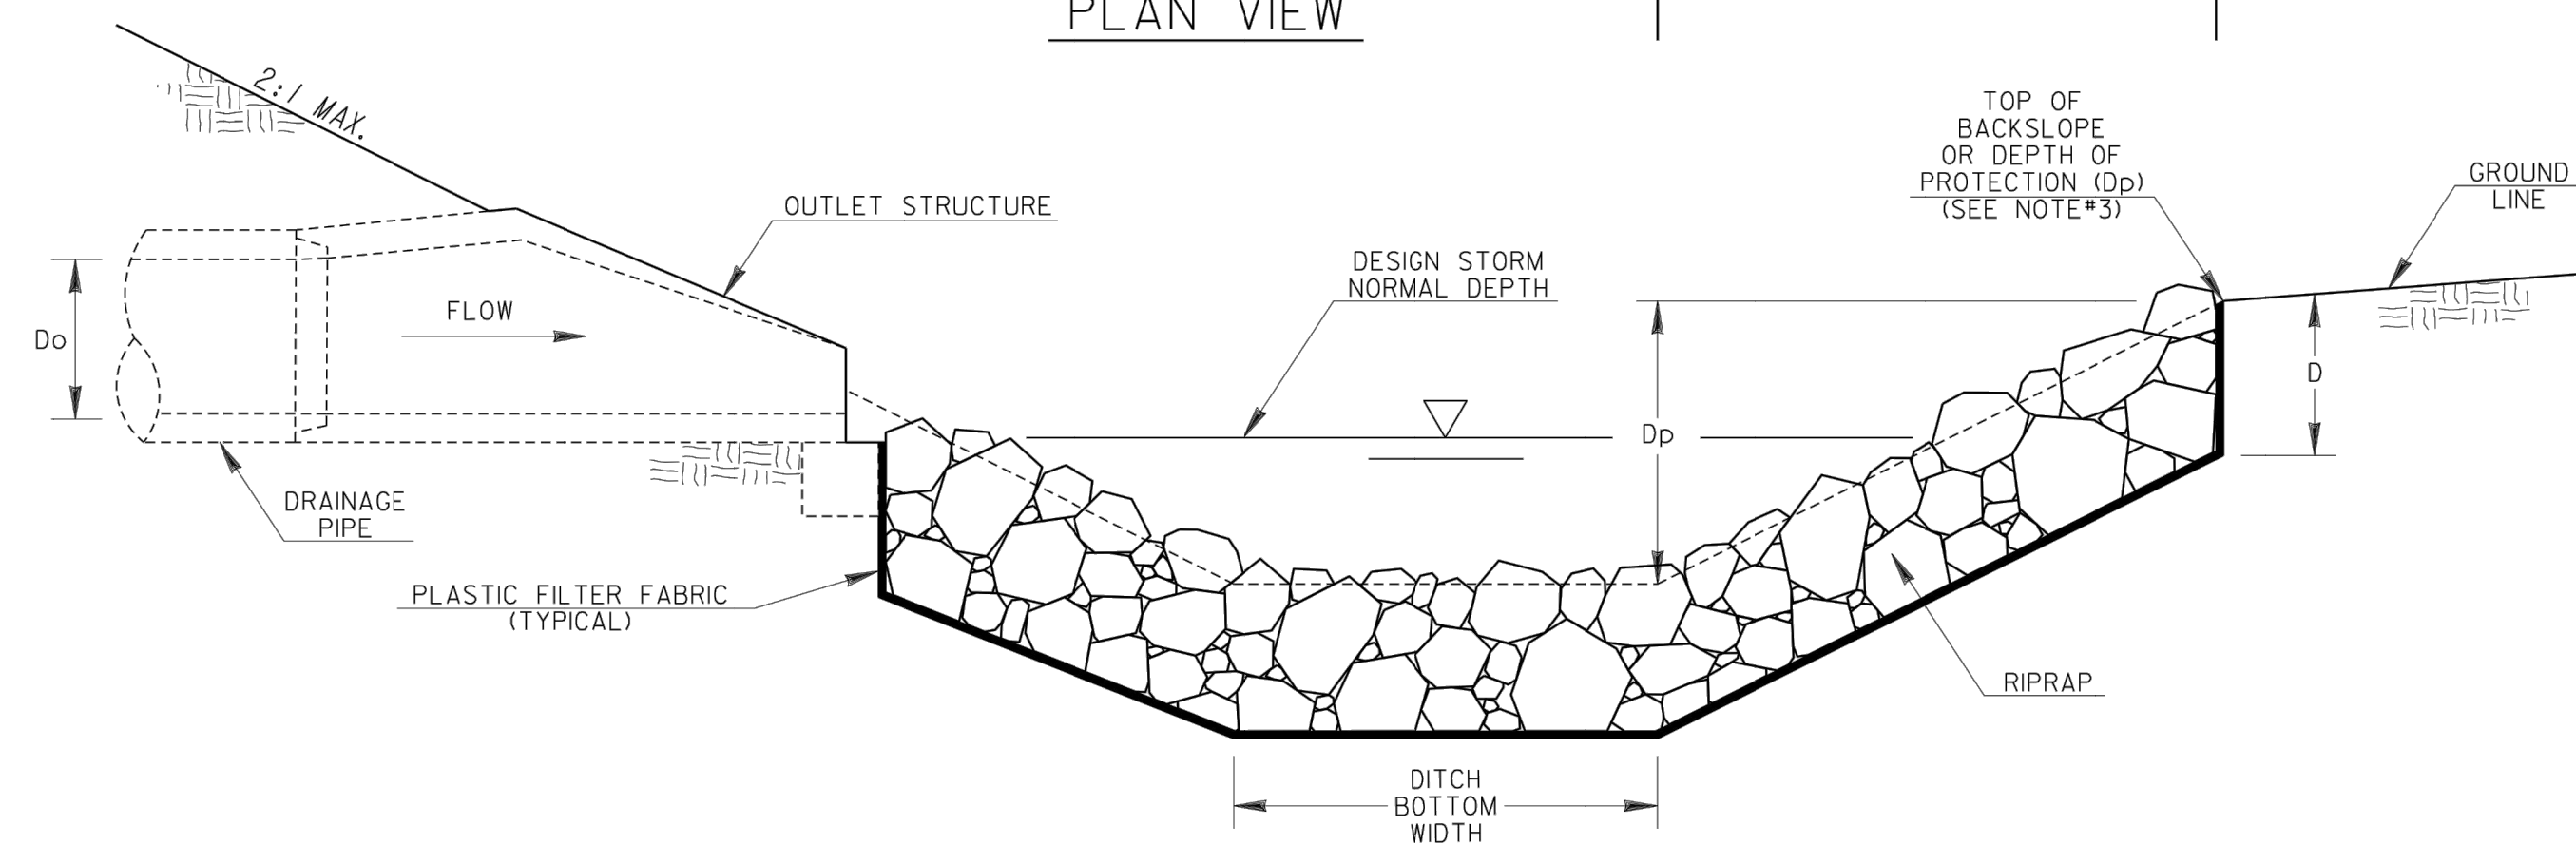 PLAN VIEW
2:1 MAX.
TOP OF
BACKSLOPE
OR DEPTH OF
PROTECTION (Dp)
(SEE NOTE#3)
GROUND
LINE
OUTLET STRUCTURE
DESIGN STORM
NORMAL DEPTH
FLOW
Do
D
Dp
DRAINAGE
PIPE
PLASTIC FILTER FABRIC
(TYPICAL)
RIPRAP
DITCH
BOTTOM
WIDTH